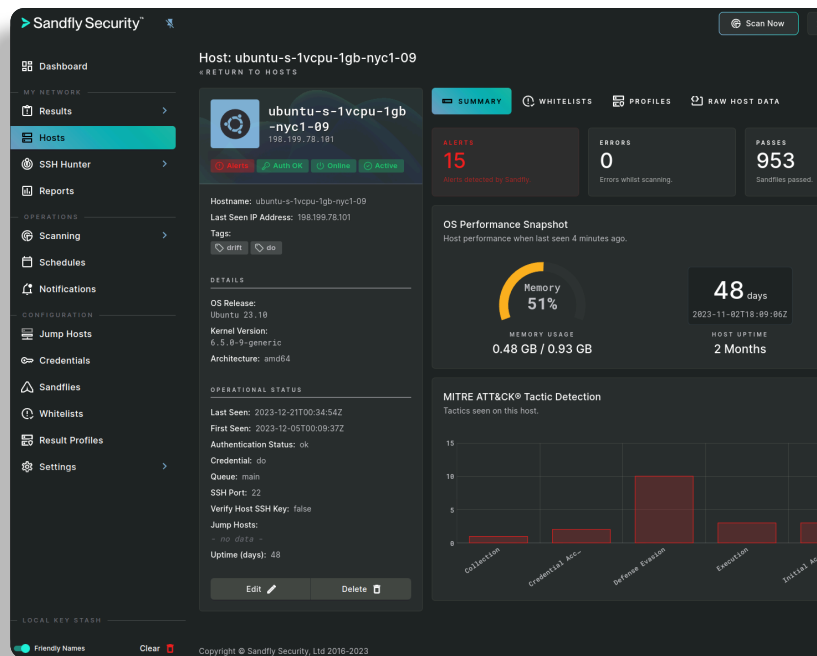 Sandfly Security™
Scan Now
Dashboard
MY NETWORK
Results
Hosts
SSH Hunter
Reports
OPERATIONS
Scanning
Schedules
Notifications
CONFIGURATION
Jump Hosts
Credentials
Sandflies
Whitelists
Result Profiles
Settings
LOCAL KEY STASH
Friendly Names
Clear
Host: ubuntu-s-1vcpu-1gb-nyc1-09
«RETURN TO HOSTS
ubuntu-s-1vcpu-1gb
-nyc1-09
198.199.78.101
Alerts Auth OK Online Active
Hostname: ubuntu-s-1vcpu-1gb-nyc1-09
Last Seen IP Address: 198.199.78.101
Tags:
drift do
DETAILS
OS Release:
Ubuntu 23.10
Kernel Version:
6.5.0-9-generic
Architecture: amd64
OPERATIONAL STATUS
Last Seen: 2023-12-21T00:34:54Z
First Seen: 2023-12-05T00:09:37Z
Authentication Status: ok
Credential: do
Queue: main
SSH Port: 22
Verify Host SSH Key: false
Jump Hosts:
- no data -
Uptime (days): 48
Edit Delete
SUMMARY WHITELISTS PROFILES RAW HOST DATA
ALERTS
15
Alerts detected by Sandfly.
ERRORS
0
Errors whilst scanning.
PASSES
953
Sandflies passed.
OS Performance Snapshot
Host performance when last seen 4 minutes ago.
Memory
51%
MEMORY USAGE
0.48 GB / 0.93 GB
48 days
2023-11-02T18:09:06Z
HOST UPTIME
2 Months
MITRE ATT&CK® Tactic Detection
Tactics seen on this host.
15
10
5
0
Collection
Credential Acc…
Defense Evasion
Execution
Initial Ac
Copyright © Sandfly Security, Ltd 2016-2023